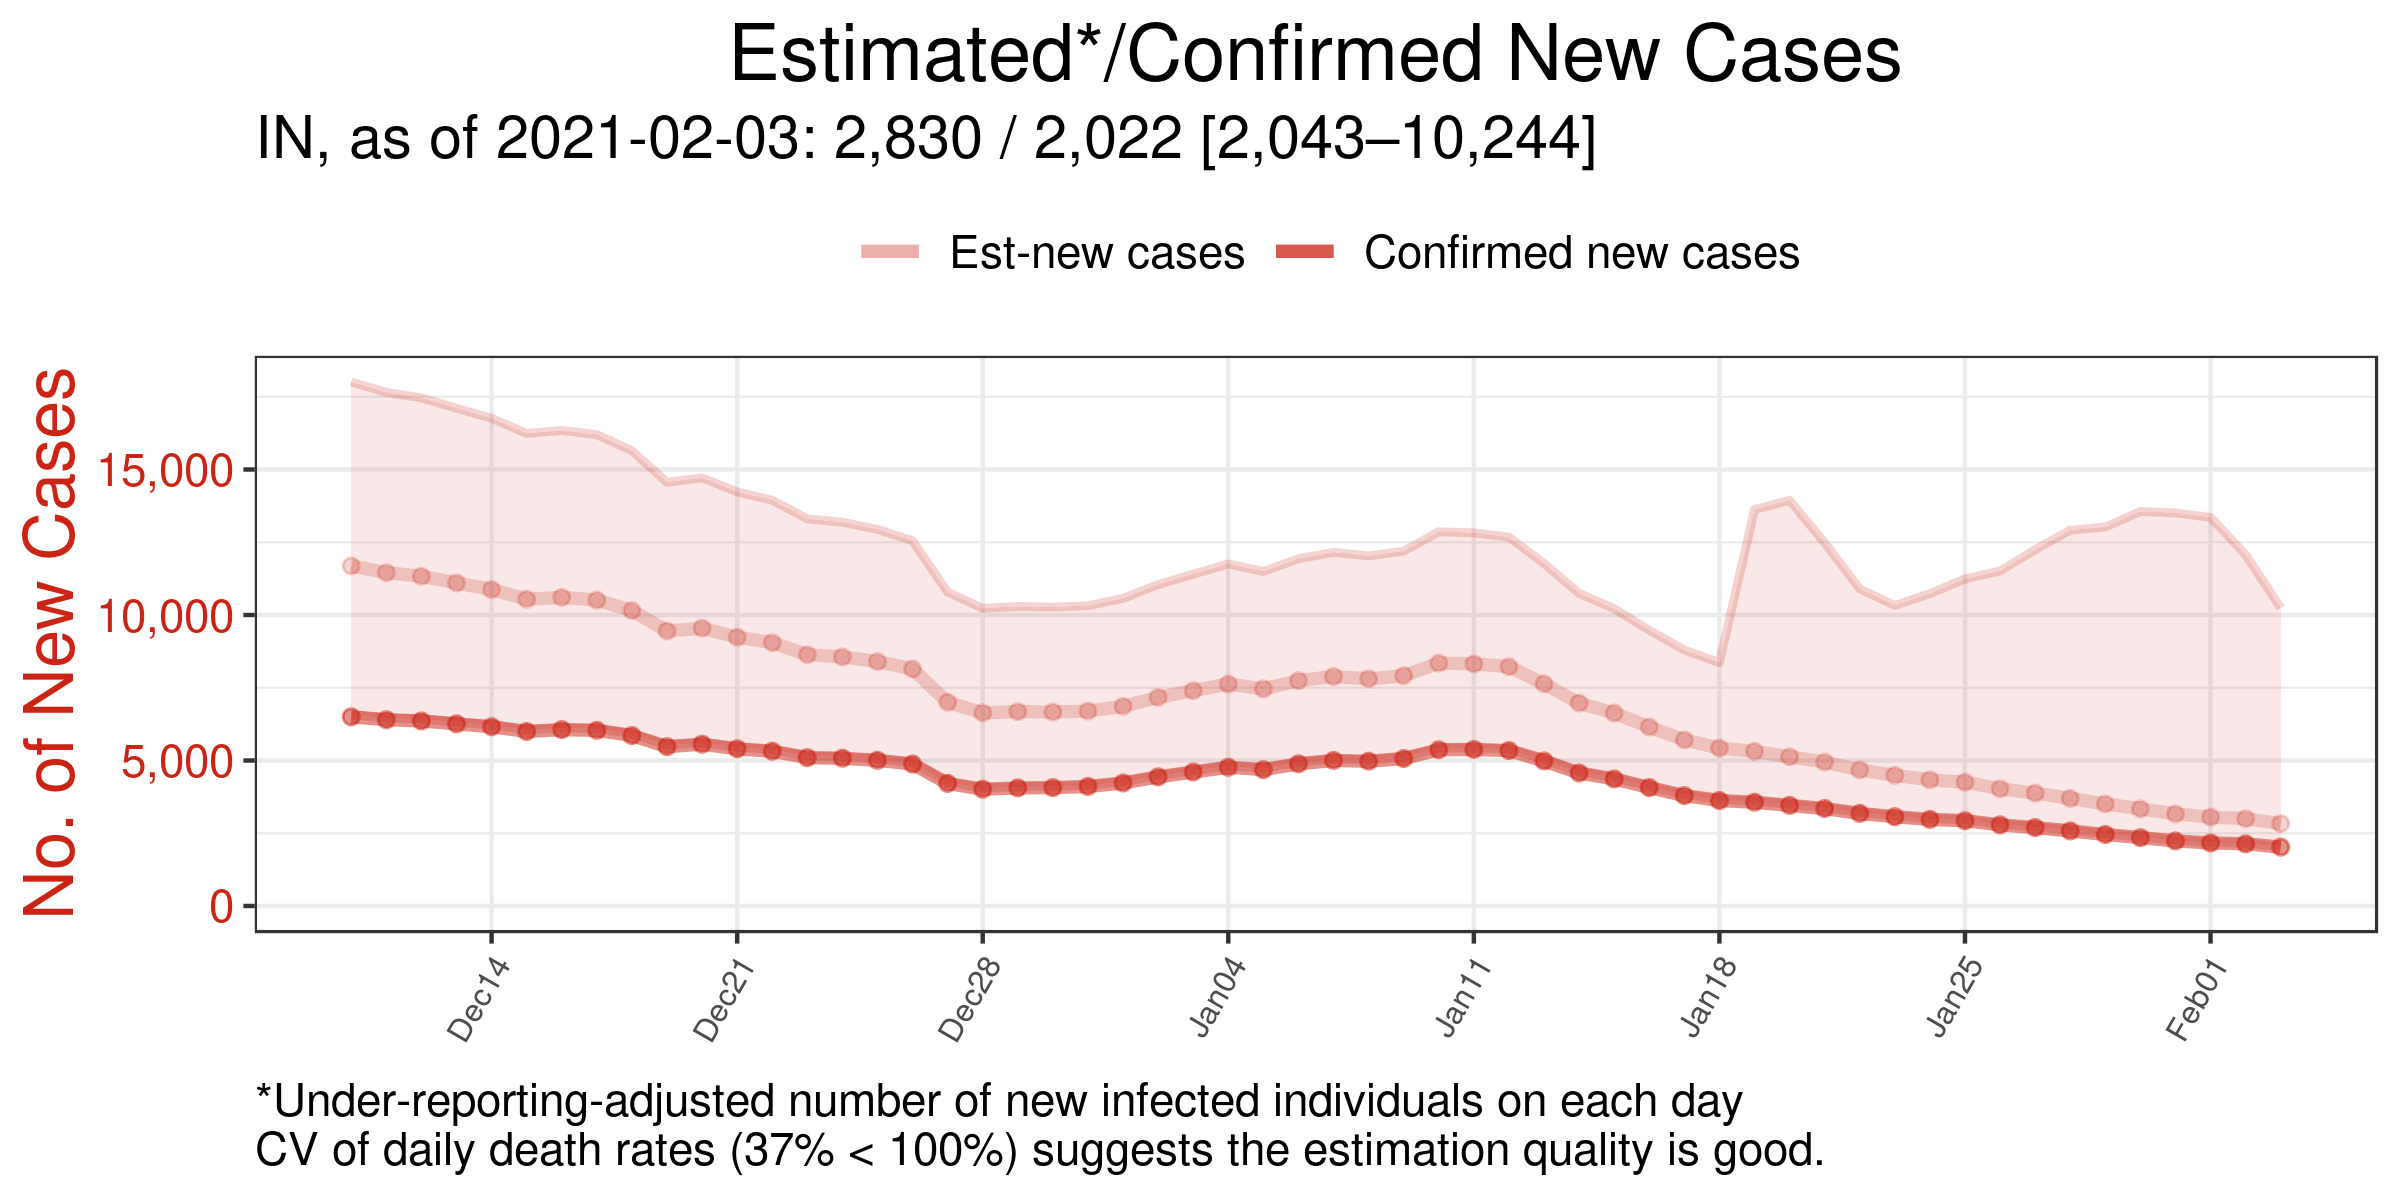 Estimated*/Confirmed New Cases
IN, as of 2021-02-03: 2,830 / 2,022 [2,043–10,244]
Est-new cases
Confirmed new cases
No. of New Cases
15,000
10,000
5,000
0
Dec14
Dec21
Dec28
Jan04
Jan11
Jan18
Jan25
Feb01
*Under-reporting-adjusted number of new infected individuals on each day
CV of daily death rates (37% < 100%) suggests the estimation quality is good.